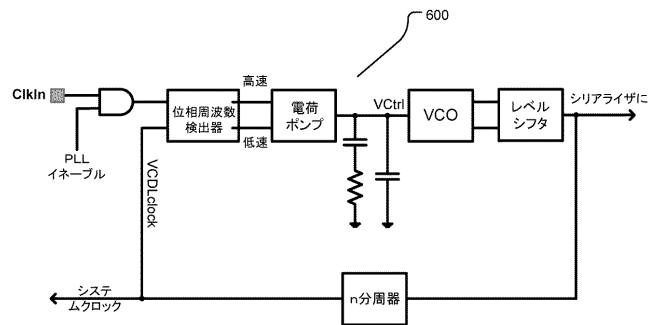 600
ClkIn
PLL
イネーブル
位相周波数
検出器
高速
低速
電荷
ポンプ
VCtrl
VCO
レベル
シフタ
シリアライザに
VCDLclock
システ
ムクロック
n分周器